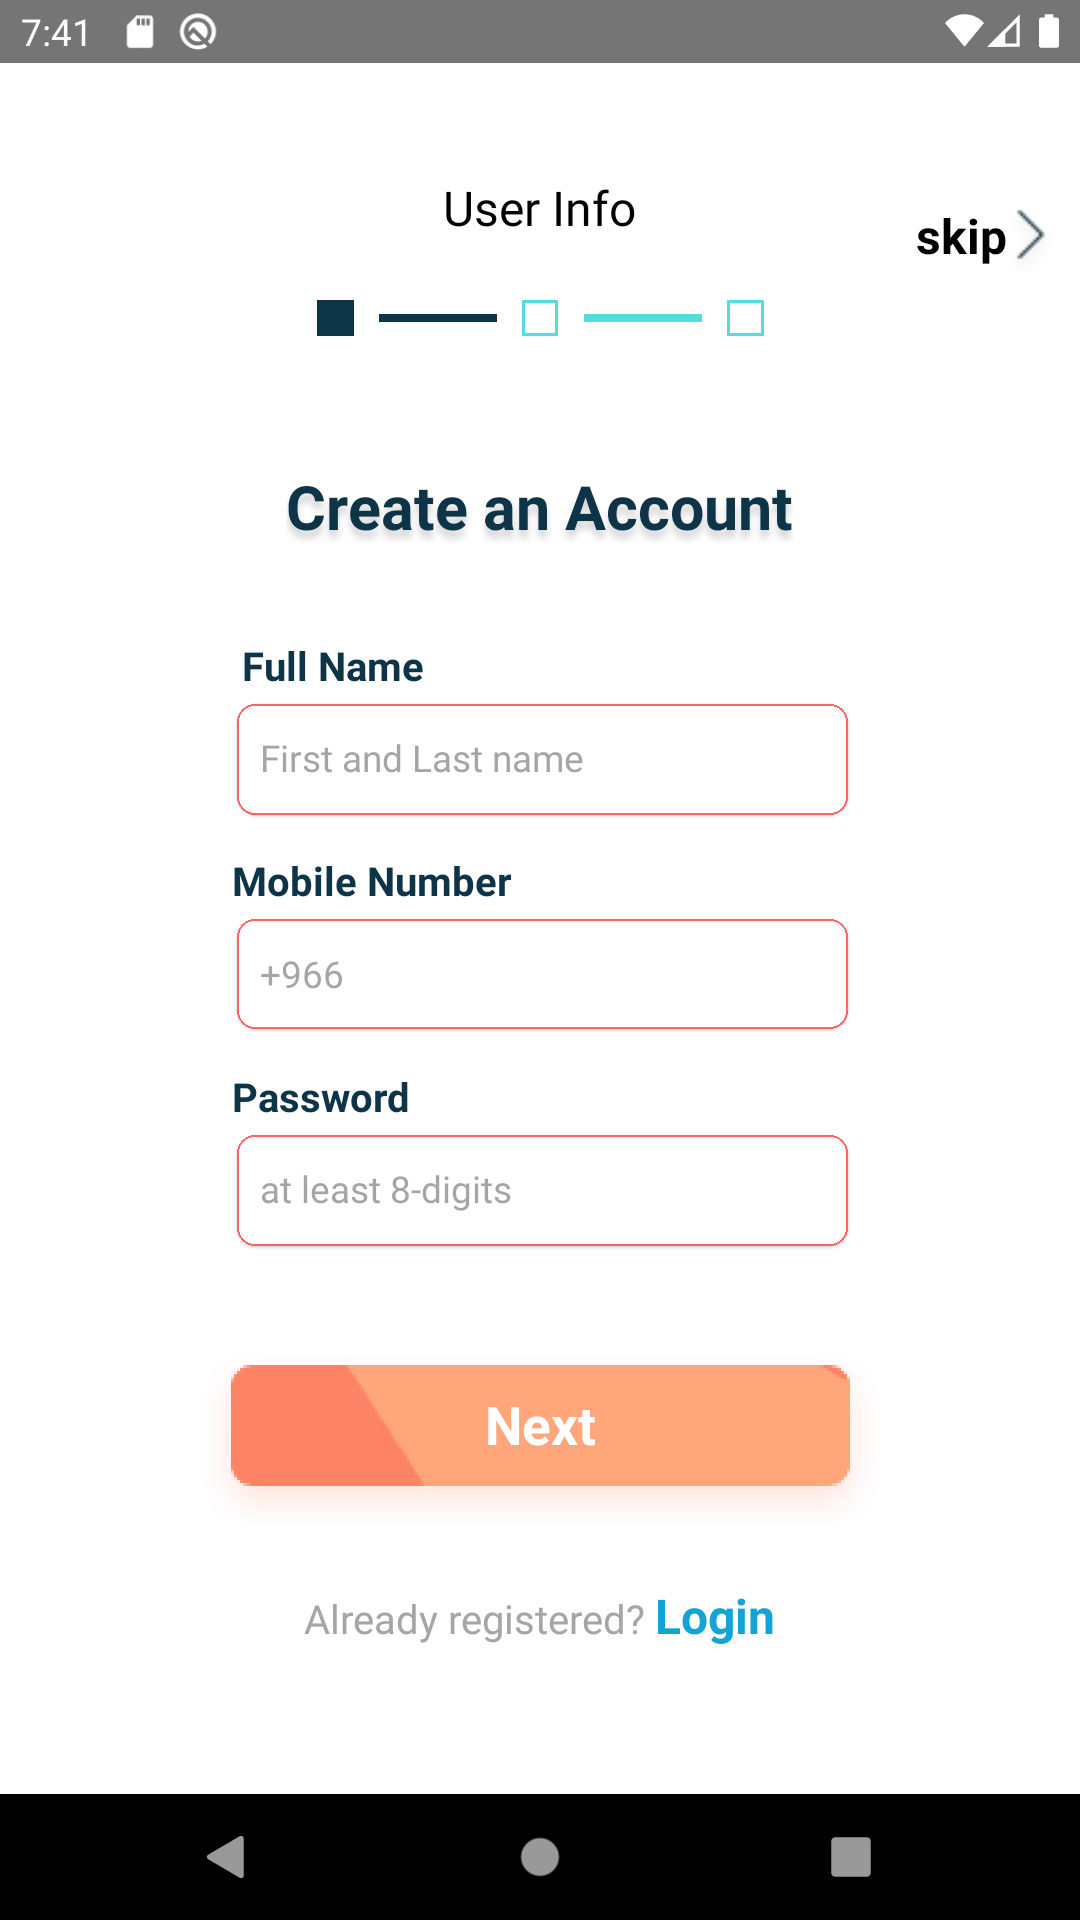 7:41
User Info
skip
Create an Account
Full Name
First and Last name
Mobile Number
+966
Password
at least 8-digits
Next
Already registered? Login